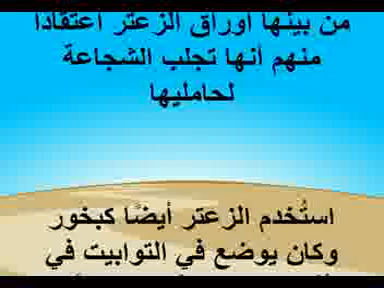 من بينها أوراق الزعتر اعتقادًا
منهم أنها تجلب الشجاعة
لحامليها
استُخدم الزعتر أيضًا كبخور
وكان يوضع في التوابيت في